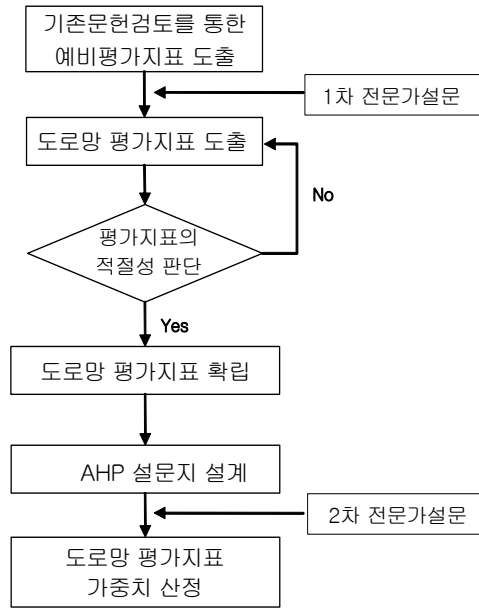 기존문헌검토를 통한
예비평가지표 도출
1차 전문가설문
도로망 평가지표 도출
No
평가지표의
적절성 판단
Yes
도로망 평가지표 확립
AHP 설문지 설계
2차 전문가설문
도로망 평가지표
가중치 산정